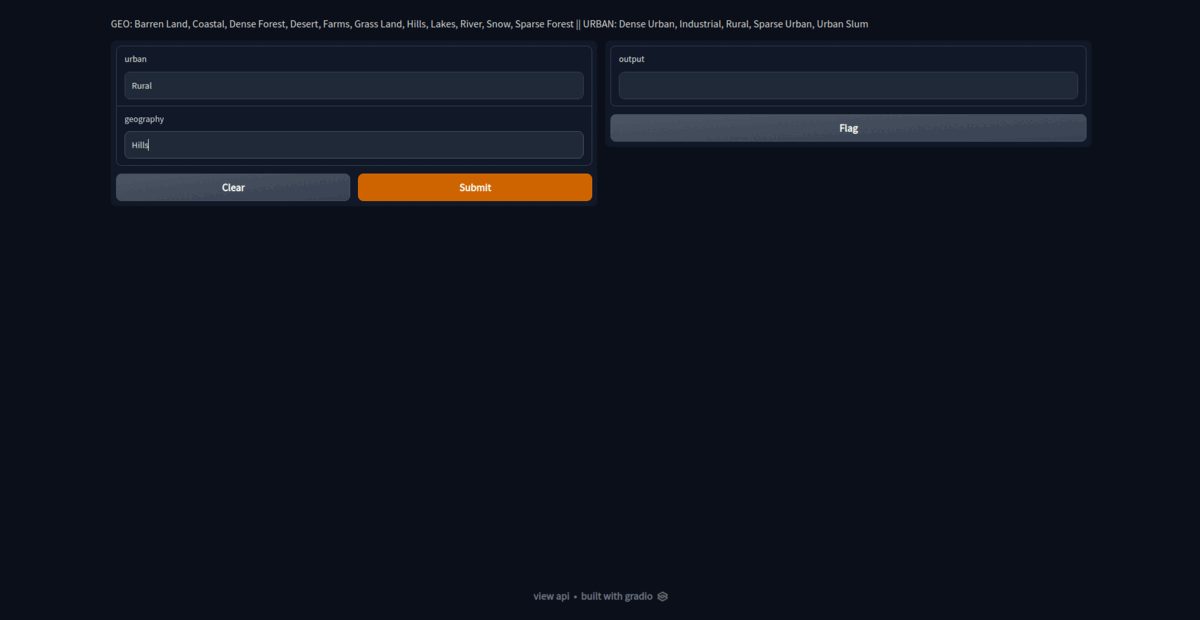 GEO: Barren Land, Coastal, Dense Forest, Desert, Farms, Grass Land, Hills, Lakes, River, Snow, Sparse Forest || URBAN: Dense Urban, Industrial, Rural, Sparse Urban, Urban Slum
urban
Rural
geography
Hills
Clear
Submit
output
Flag
view api • built with gradio